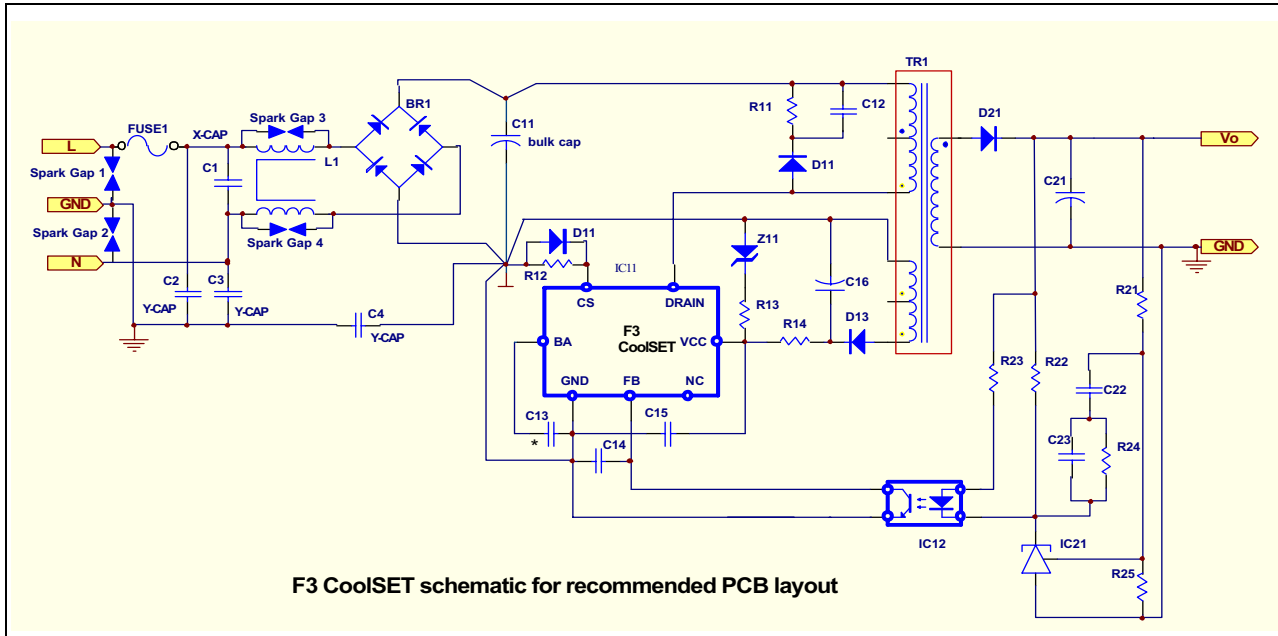 TR1
BR1
D21
R11
C12
Spark Gap 3
FUSE1
X-CAP
C11
bulk cap
L
Vo
L1
D11
Spark Gap 1
C1
C21
GND
Spark Gap 2
Spark Gap 4
D11
Z11
GND
N
R12
IC11
C2
C3
C16
R21
CS
DRAIN
Y-CAP
Y-CAP
R13
C4
F3
CoolSET
R14
D13
Y-CAP
BA
VCC
R23
R22
GND
FB
NC
C22
C13
C15
*
C14
C23
R24
IC12
IC21
R25
F3 CoolSET schematic for recommended PCB layout